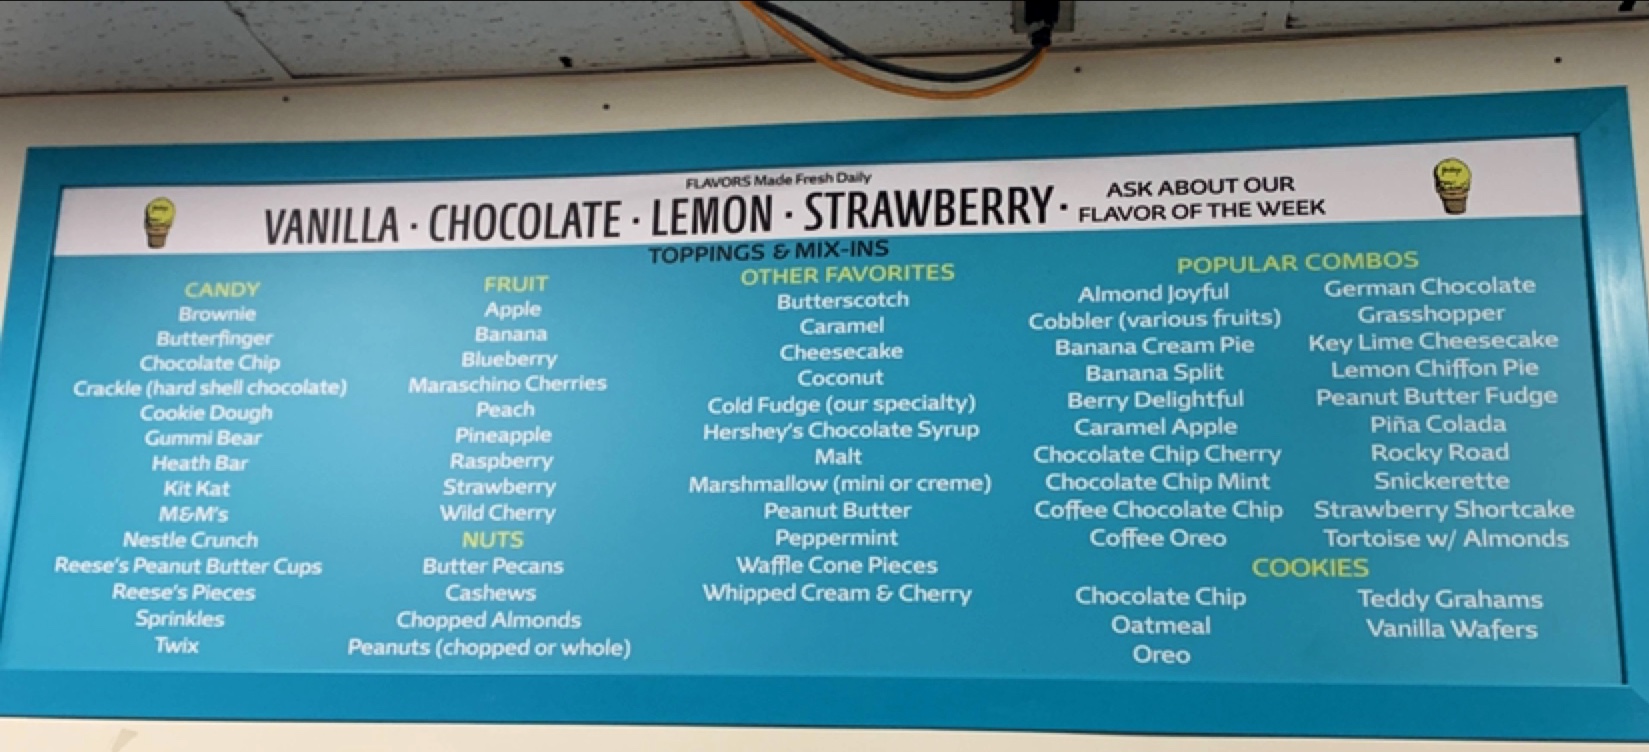 FLAVORS Made Fresh Daily
VANILLA · CHOCOLATE · LEMON · STRAWBERRY ·
ASK ABOUT OUR
FLAVOR OF THE WEEK
TOPPINGS & MIX-INS
CANDY
Brownie
Butterfinger
Chocolate Chip
Crackle (hard shell chocolate)
Cookie Dough
Gummi Bear
Heath Bar
Kit Kat
M&M's
Nestle Crunch
Reese's Peanut Butter Cups
Reese's Pieces
Sprinkles
Twix
FRUIT
Apple
Banana
Blueberry
Maraschino Cherries
Peach
Pineapple
Raspberry
Strawberry
Wild Cherry
NUTS
Butter Pecans
Cashews
Chopped Almonds
Peanuts (chopped or whole)
OTHER FAVORITES
Butterscotch
Caramel
Cheesecake
Coconut
Cold Fudge (our specialty)
Hershey's Chocolate Syrup
Malt
Marshmallow (mini or creme)
Peanut Butter
Peppermint
Waffle Cone Pieces
Whipped Cream & Cherry
POPULAR COMBOS
Almond Joyful
Cobbler (various fruits)
Banana Cream Pie
Banana Split
Berry Delightful
Caramel Apple
Chocolate Chip Cherry
Chocolate Chip Mint
Coffee Chocolate Chip
Coffee Oreo
German Chocolate
Grasshopper
Key Lime Cheesecake
Lemon Chiffon Pie
Peanut Butter Fudge
Piña Colada
Rocky Road
Snickerette
Strawberry Shortcake
Tortoise w/ Almonds
COOKIES
Chocolate Chip
Oatmeal
Oreo
Teddy Grahams
Vanilla Wafers